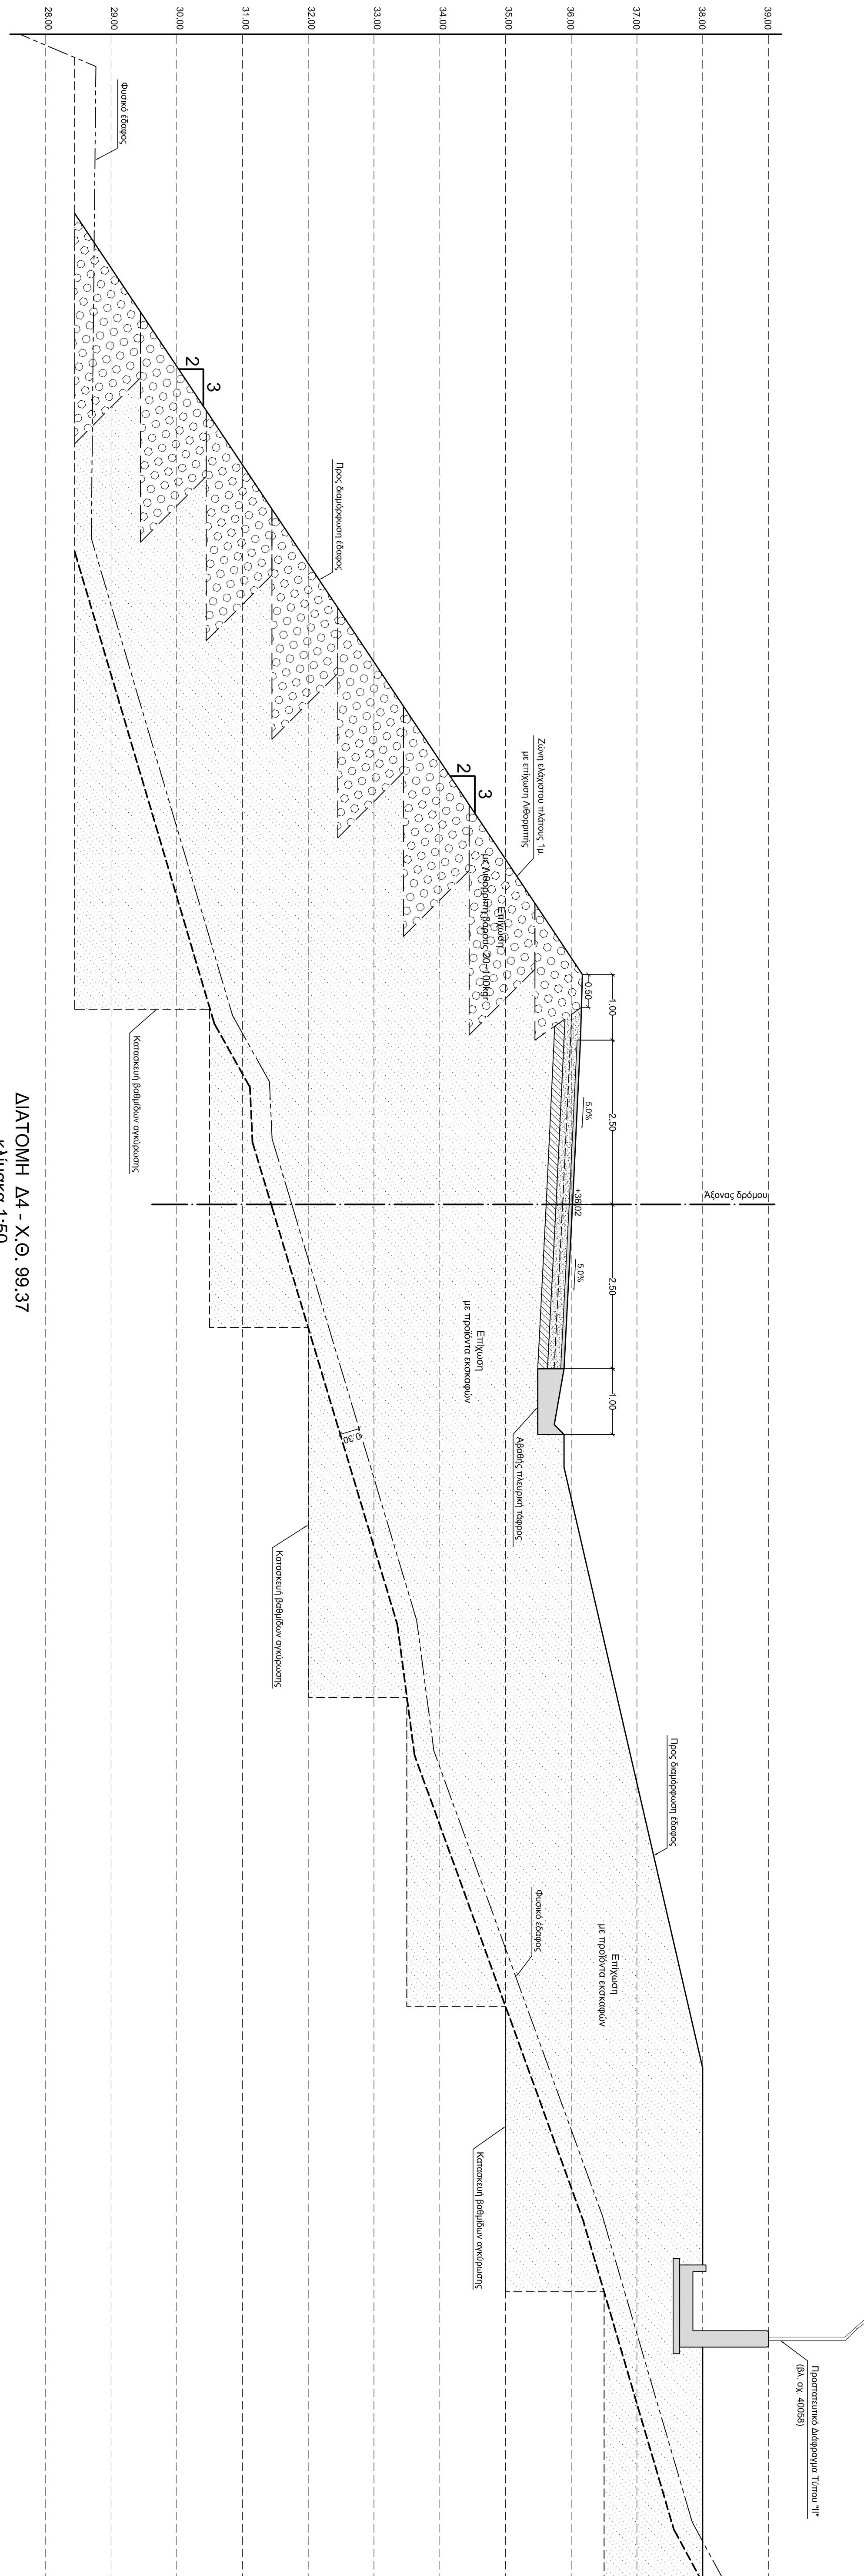 39.00
38.00
37.00
36.00
35.00
34.00
33.00
32.00
31.00
30.00
29.00
28.00
Φυσικό έδαφος
2
3
Προς διαμόρφωση έδαφος
2
3
Ζώνη ελάχιστου πλάτους 1μ.
με επίχωση Λιθορριπής
Επίχωση
με Λιθορριπή βάρους 20-100kgr
0.50
1.00
2.50
2.50
1.00
5.0%
5.0%
+36.02
Άξονας δρόμου
Κατασκευή βαθμίδων αγκύρωσης
Επίχωση
με προϊόντα εκσκαφών
Αβαθής πλευρική τάφρος
0.30
Κατασκευή βαθμίδων αγκύρωσης
Προς διαμόρφωση έδαφος
Φυσικό έδαφος
Επίχωση
με προϊόντα εκσκαφών
Κατασκευή βαθμίδων αγκύρωσης
Προστατευτικό Διάφραγμα Τύπου "ΙΙ"
(βλ. σχ. 40058)
ΔΙΑΤΟΜΗ Δ4 - Χ.Θ. 99.37
κλίμακα 1:50